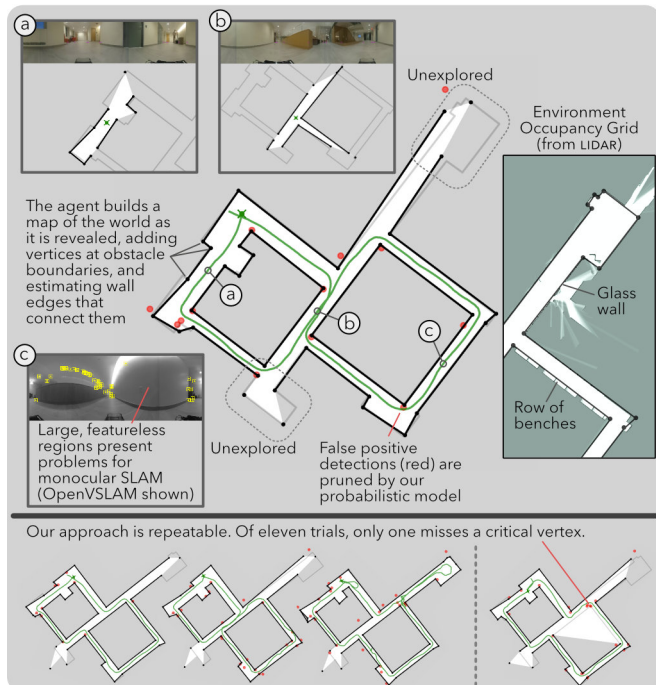 a
b
Unexplored
Environment
Occupancy Grid
(from LIDAR)
The agent builds a
map of the world as
it is revealed, adding
vertices at obstacle
boundaries, and
estimating wall
edges that
connect them
a
b
c
Glass
wall
Row of
benches
c
Large, featureless
regions present
problems for
monocular SLAM
(OpenVSLAM shown)
Unexplored
False positive
detections (red) are
pruned by our
probabilistic model
Our approach is repeatable. Of eleven trials, only one misses a critical vertex.